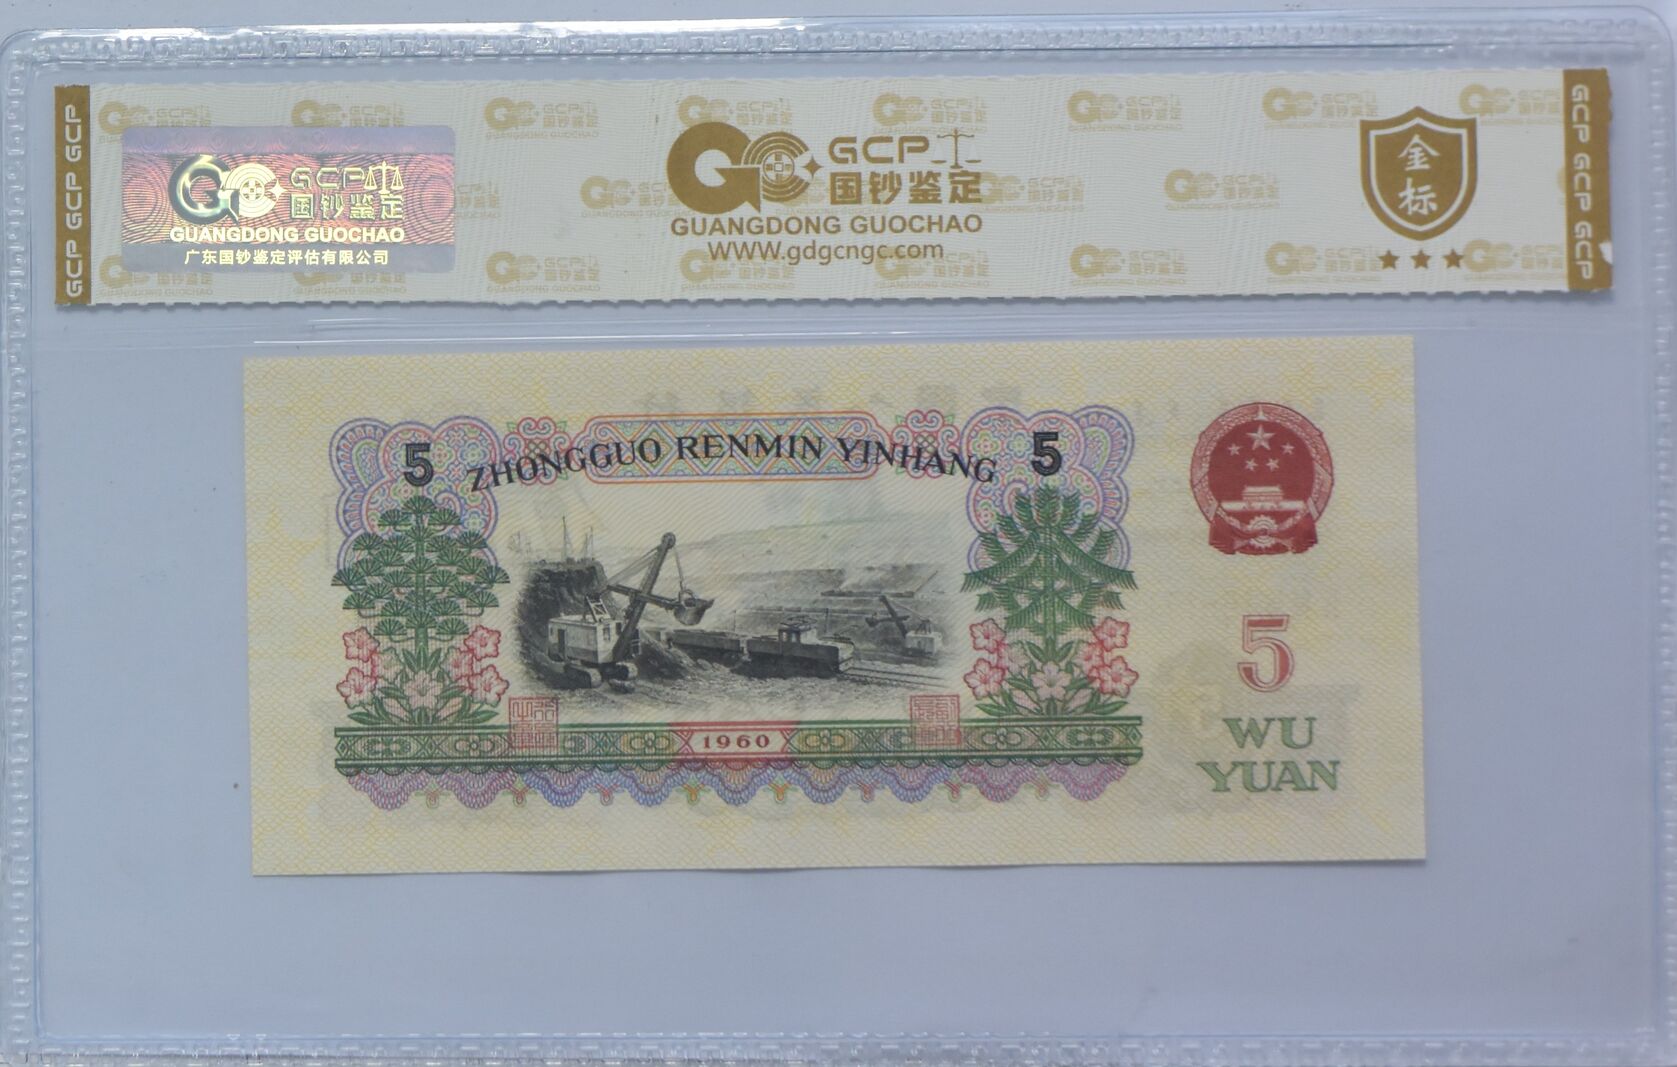 GCP GCP GCP
GCP
国钞鉴定
GUANGDONG GUOCHAO
广东国钞鉴定评估有限公司
GCP
国钞鉴定
GUANGDONG GUOCHAO
WWW.gdgcngc.com
金
标
GCP GCP GCP
5
ZHONGGUO RENMIN YINHANG
5
1960
5
WU
YUAN